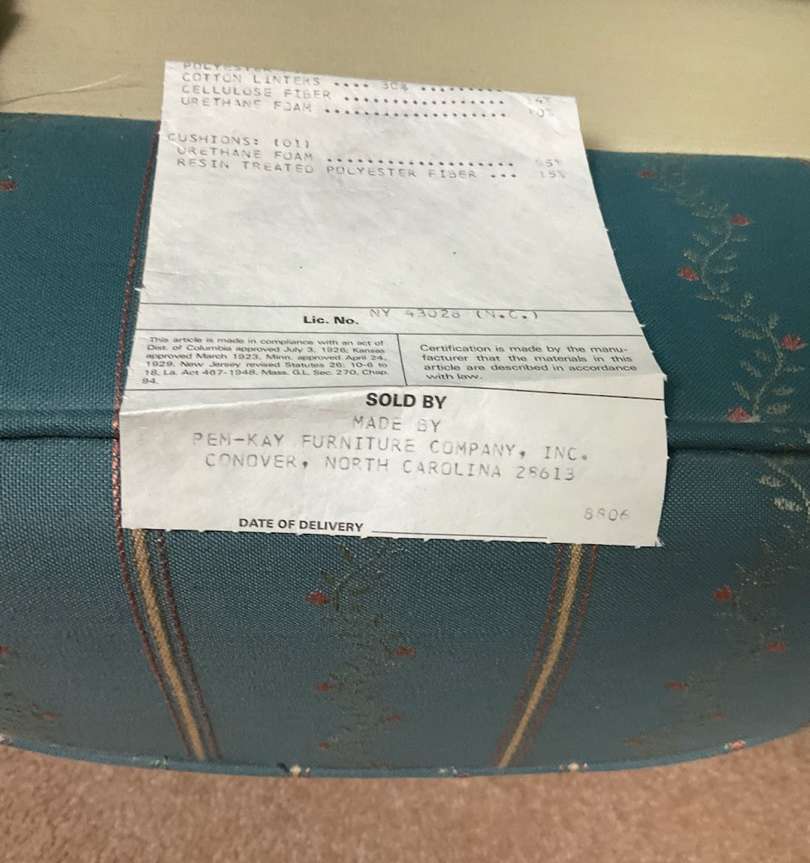 COTTON LINTERS .... 30% ........
CELLULOSE FIBER .................
URETHANE FOAM ...................
CUSHIONS: (01)
URETHANE FOAM ................... 85%
RESIN TREATED POLYESTER FIBER ... 15%
Lic. No. NY 43028 (N.C.)
This article is made in compliance with an act of
Dist. of Columbia approved July 3, 1926; Kansas
approved March 1923, Minn. approved April 24,
1929, New Jersey revised Statutes 26: 10-6 to
18, La. Act 467-1948, Mass. G.L. Sec. 270, Chap.
94.
Certification is made by the manu-
facturer that the materials in this
article are described in accordance
with law.
SOLD BY
MADE BY
PEM-KAY FURNITURE COMPANY, INC.
CONOVER, NORTH CAROLINA 28613
8806
DATE OF DELIVERY